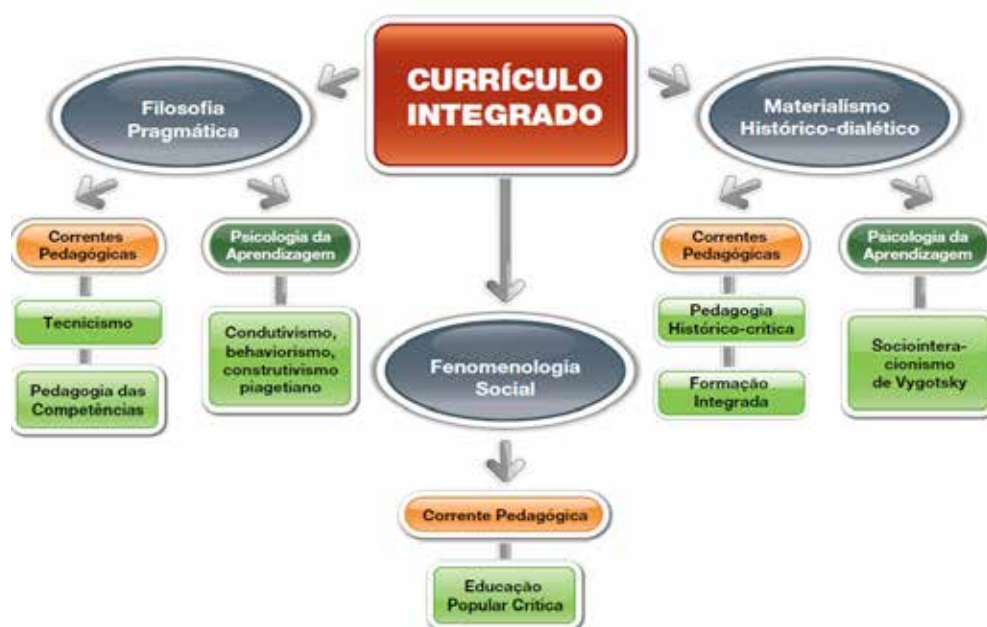 CURRÍCULO
INTEGRADO
Filosofia
Pragmática
Materialismo
Histórico-dialético
Correntes
Pedagógicas
Psicologia da
Aprendizagem
Correntes
Pedagógicas
Psicologia da
Aprendizagem
Tecnicismo
Pedagogia das
Competências
Condutivismo,
behaviorismo,
construtivismo
piagetiano
Fenomenologia
Social
Pedagogia
Histórico-crítica
Formação
Integrada
Sociointera-
cionismo
de Vygotsky
Corrente Pedagógica
Educação
Popular Crítica